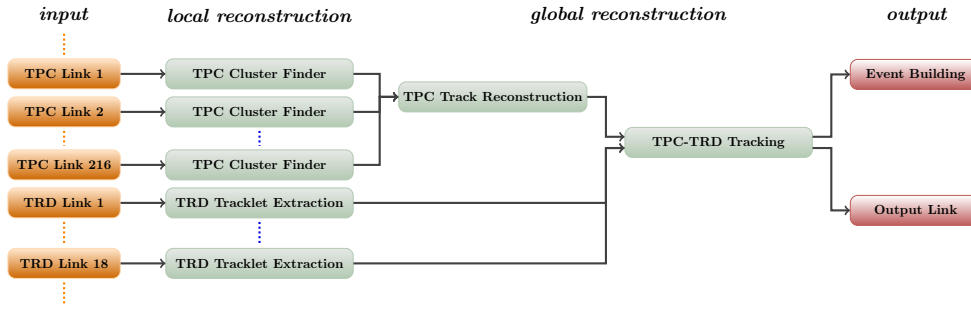 input
local reconstruction
global reconstruction
output
TPC Link 1
TPC Cluster Finder
TPC Link 2
TPC Cluster Finder
TPC Link 216
TPC Cluster Finder
TRD Link 1
TRD Tracklet Extraction
TRD Link 18
TRD Tracklet Extraction
TPC Track Reconstruction
TPC-TRD Tracking
Event Building
Output Link